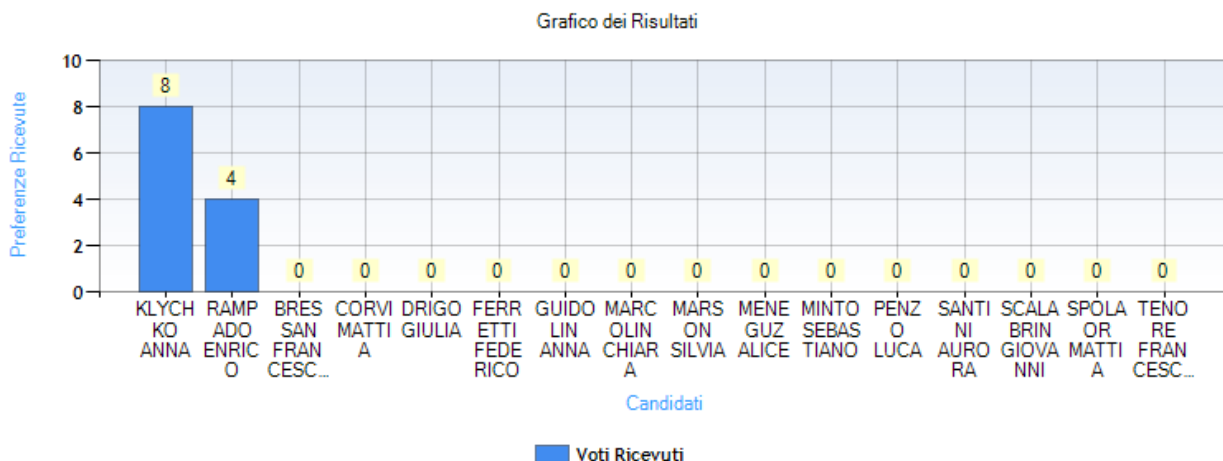 Grafico dei Risultati
Preferenze Ricevute
10
8
6
4
2
0
8
4
0
0
0
0
0
0
0
0
0
0
0
0
0
0
KLYCH
KO
ANNA
RAMP
ADO
ENRIC
O
BRES
SAN
FRAN
CESC...
CORVI
MATTI
A
DRIGO
GIULIA
FERR
ETTI
FEDE
RICO
GUIDO
LIN
ANNA
MARC
OLIN
CHIAR
A
MARS
ON
SILVIA
MENE
GUZ
ALICE
MINTO
SEBAS
TIANO
PENZ
O
LUCA
SANTI
NI
AURO
RA
SCALA
BRIN
GIOVA
NNI
SPOLA
OR
MATTI
A
TENO
RE
FRAN
CESC...
Candidati
Voti Ricevuti